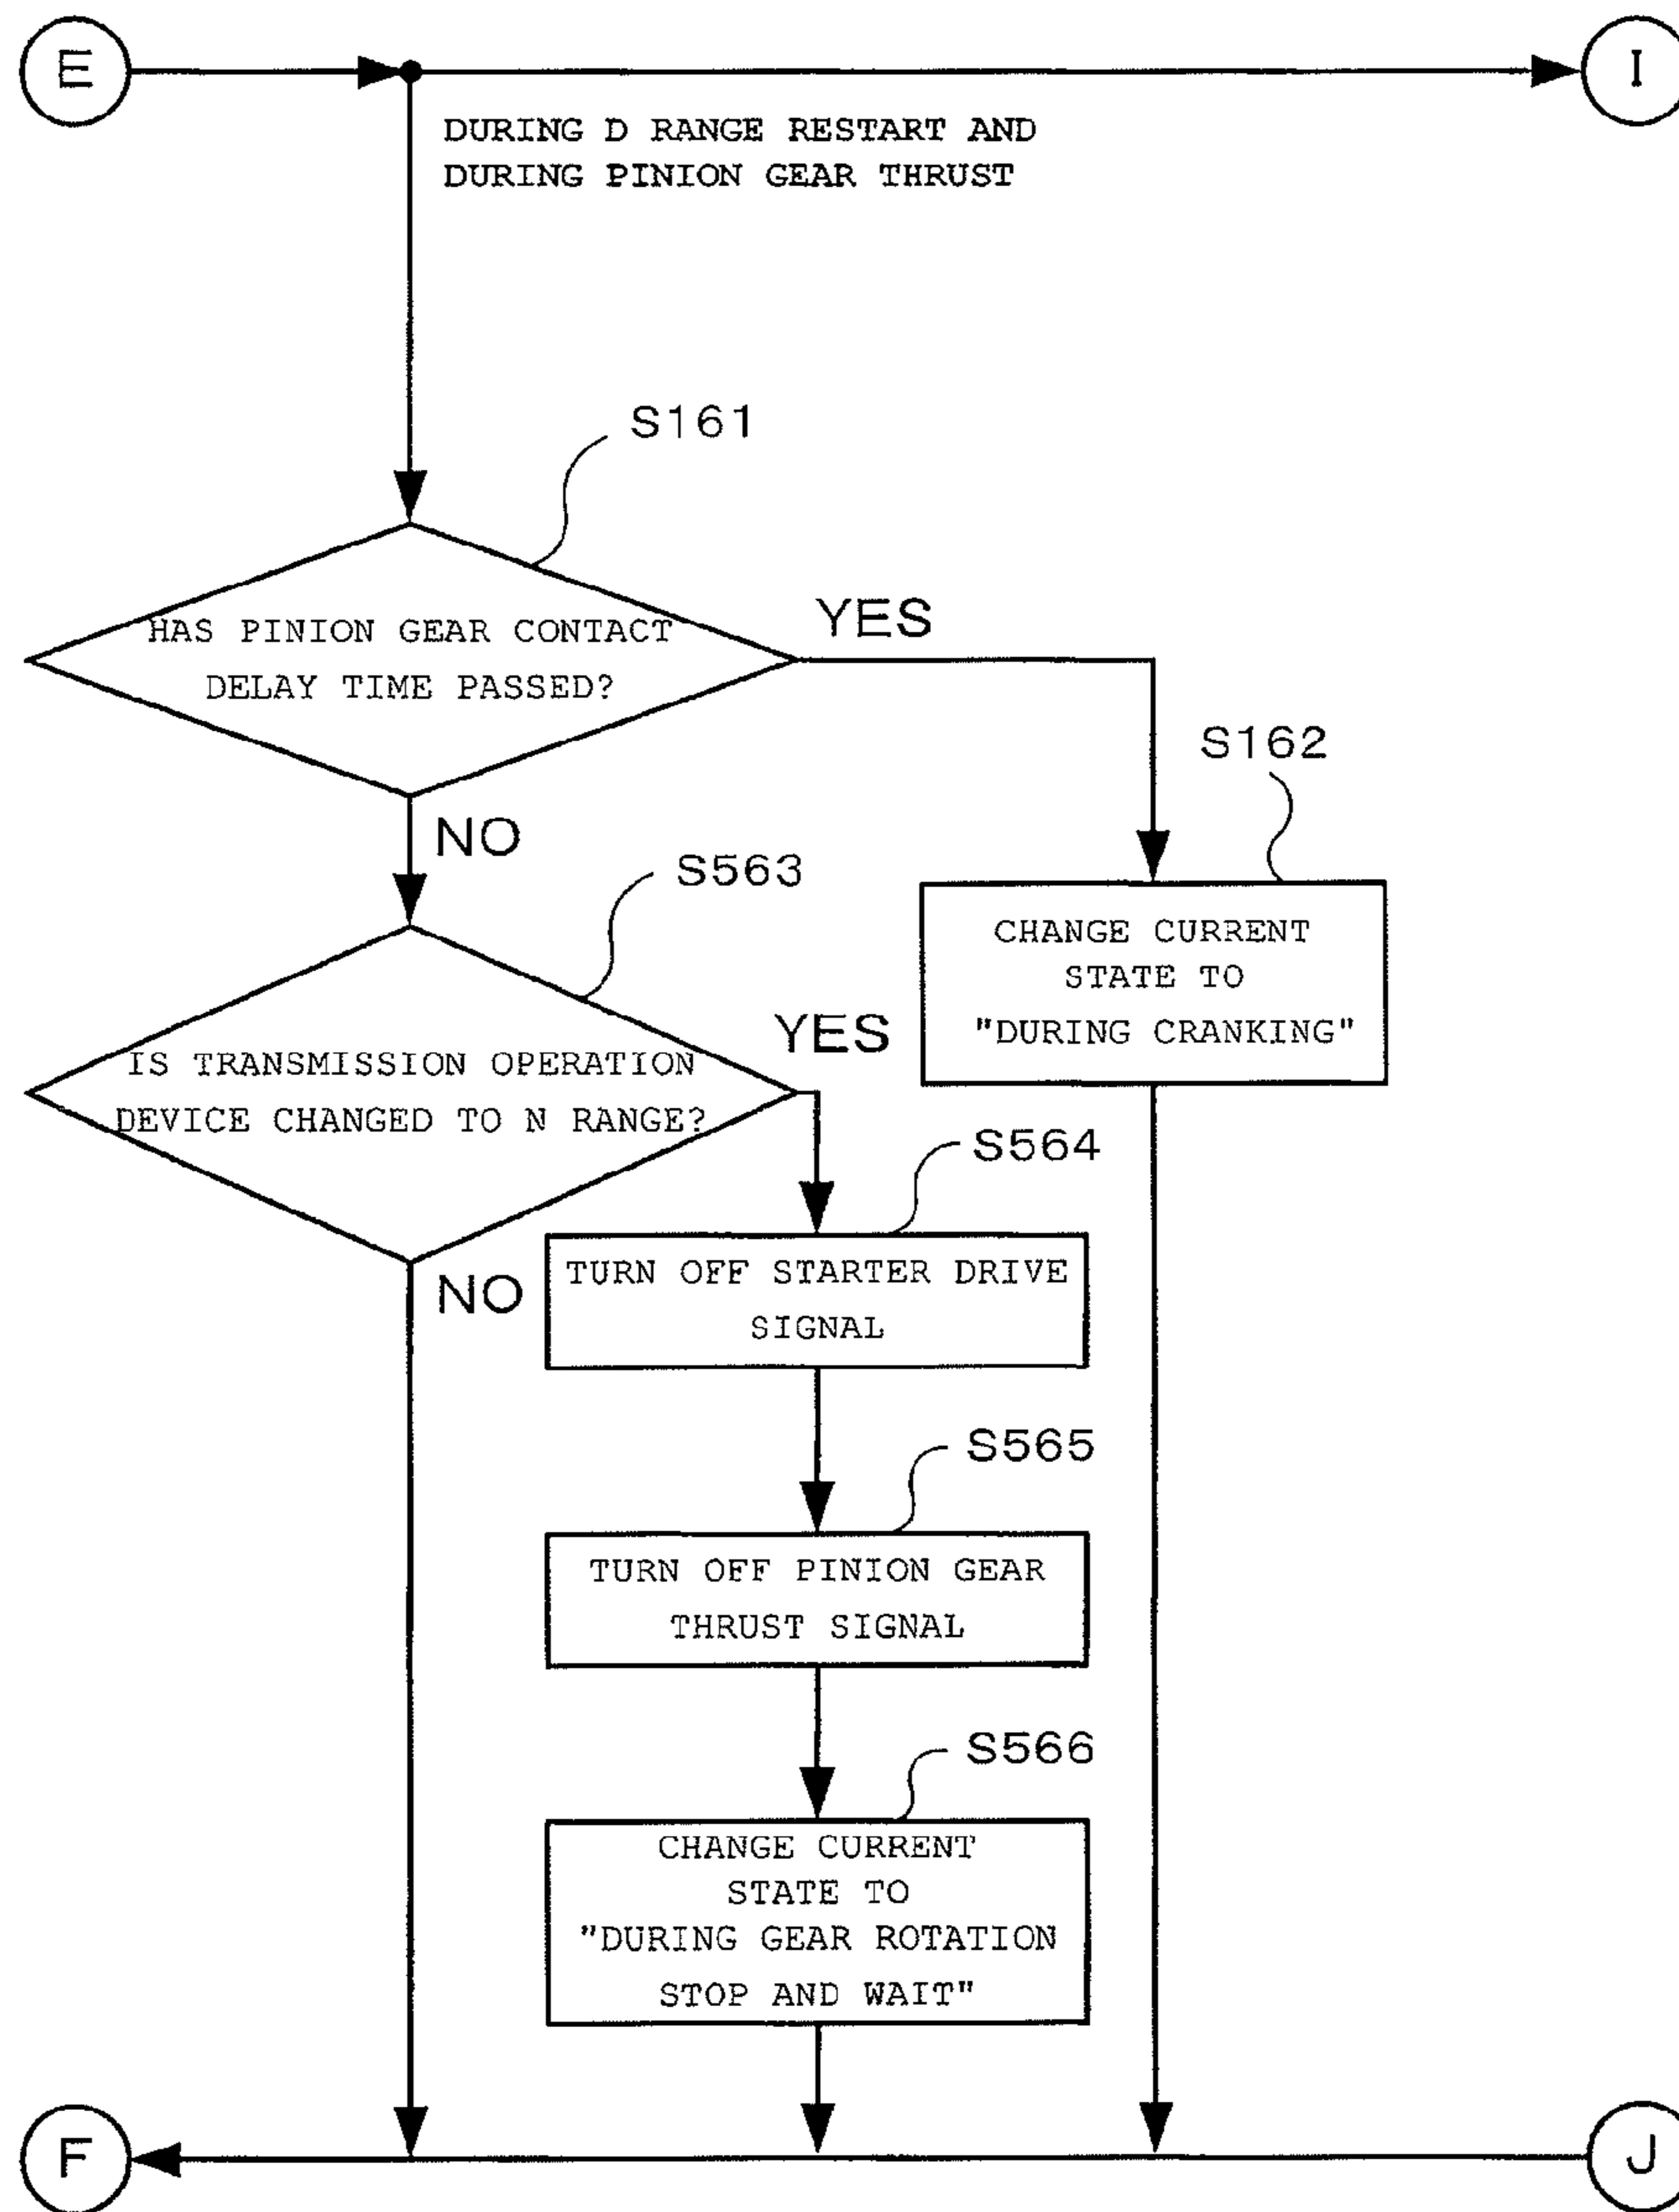 E
I
DURING D RANGE RESTART AND
DURING PINION GEAR THRUST
S161
HAS PINION GEAR CONTACT
DELAY TIME PASSED?
YES
S162
NO
S563
CHANGE CURRENT
STATE TO
"DURING CRANKING"
YES
IS TRANSMISSION OPERATION
DEVICE CHANGED TO N RANGE?
S564
NO
TURN OFF STARTER DRIVE
SIGNAL
S565
TURN OFF PINION GEAR
THRUST SIGNAL
S566
CHANGE CURRENT
STATE TO
"DURING GEAR ROTATION
STOP AND WAIT"
F
J